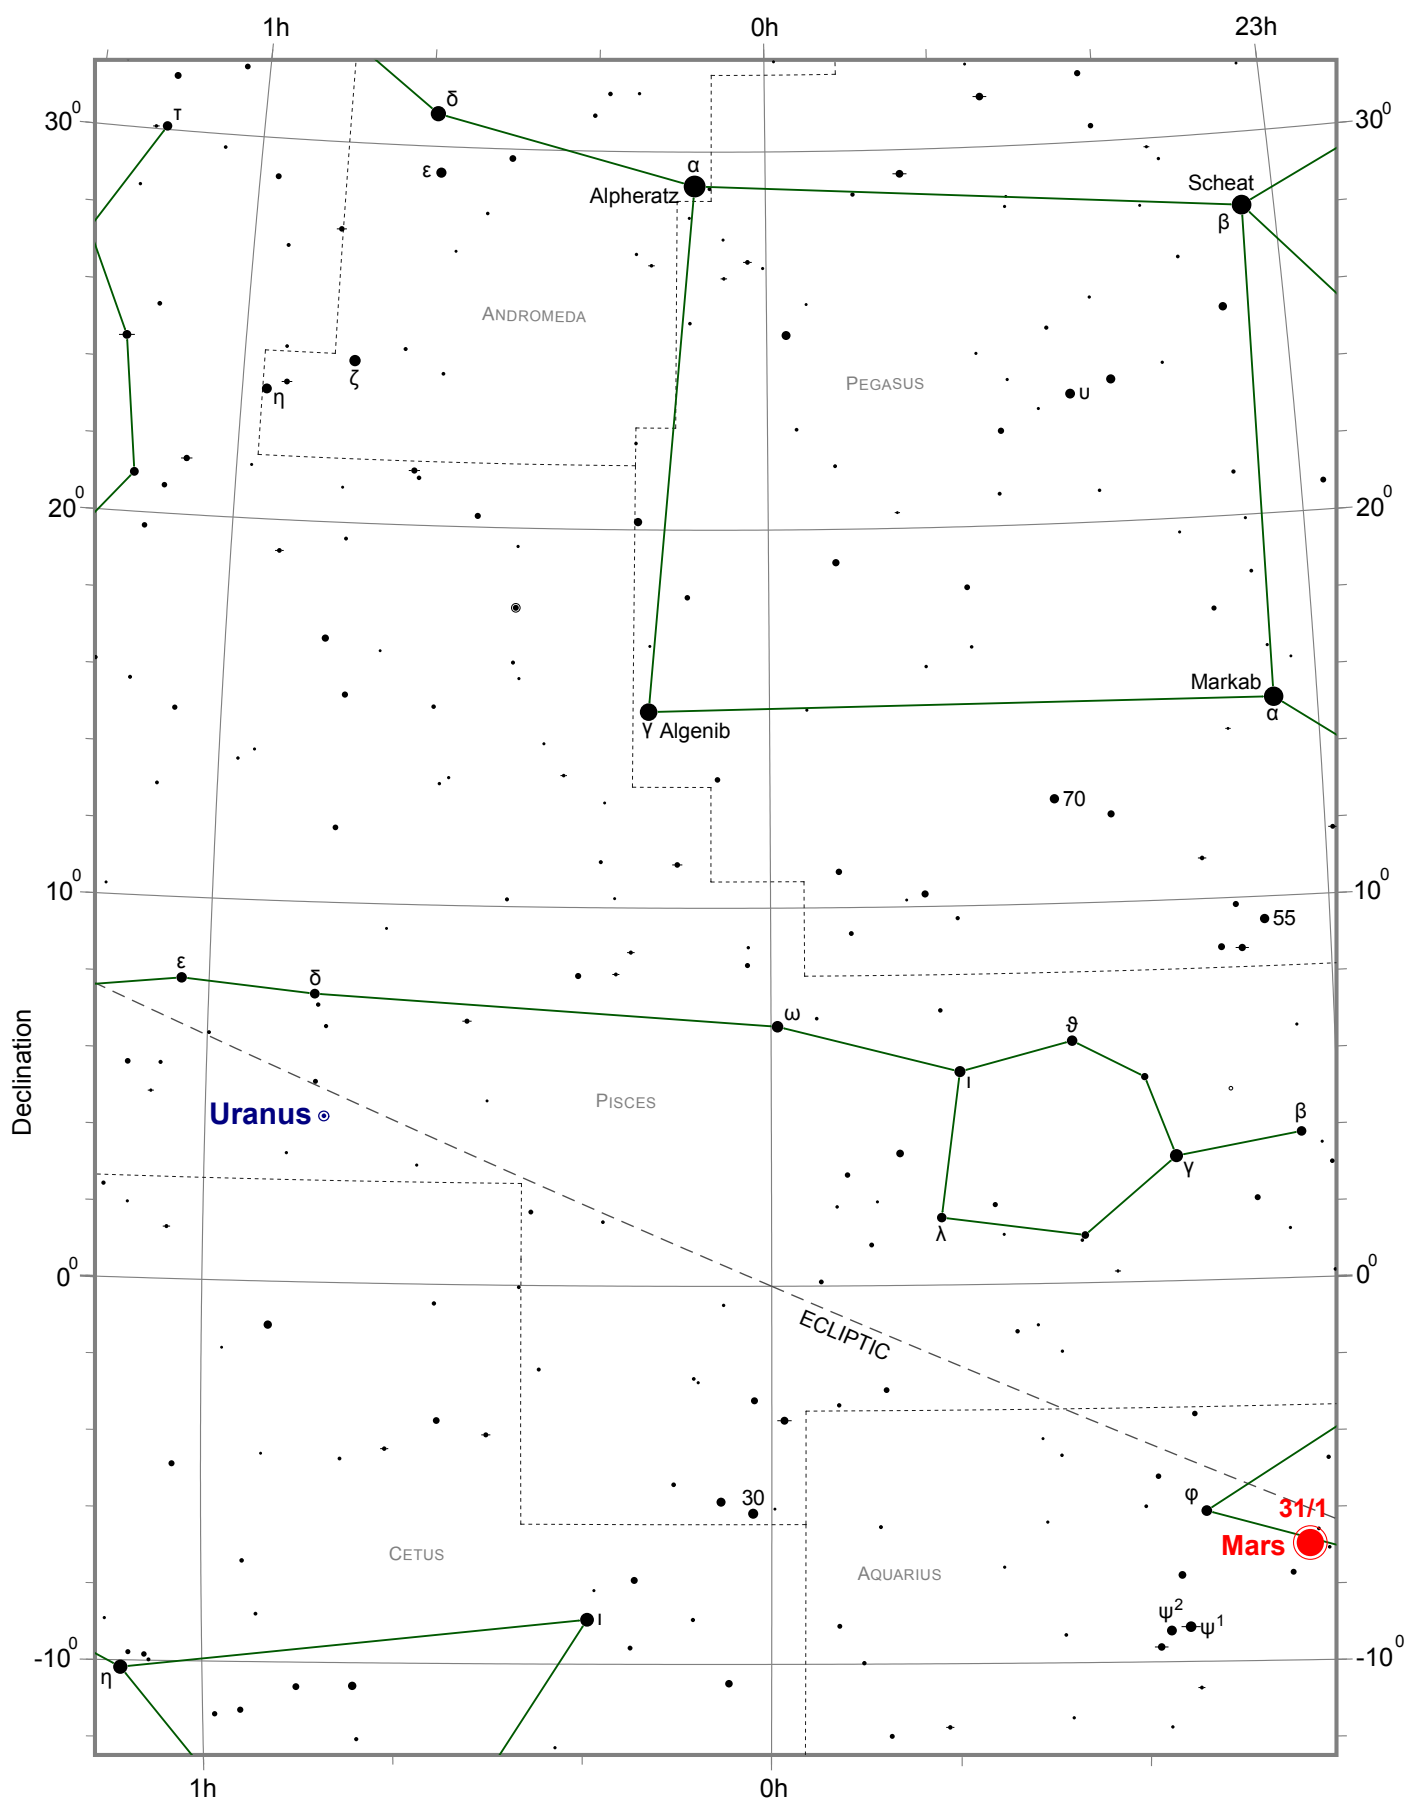 1h 0h 23h
δ
τ
30⁰ 30⁰
α
ε
Scheat
Alpheratz
β
ANDROMEDA
ζ
PEGASUS
η υ
20⁰ 20⁰
Markab
α
γ Algenib
70
10⁰ 10⁰
55
ε
δ
ω
ϑ
Declination
ι
PISCES
Uranus
β
γ
λ
0⁰ 0⁰
ECLIPTIC
φ
30
31/1
Mars
CETUS
AQUARIUS
ψ²
ι
ψ¹
-10⁰ -10⁰
η
1h 0h